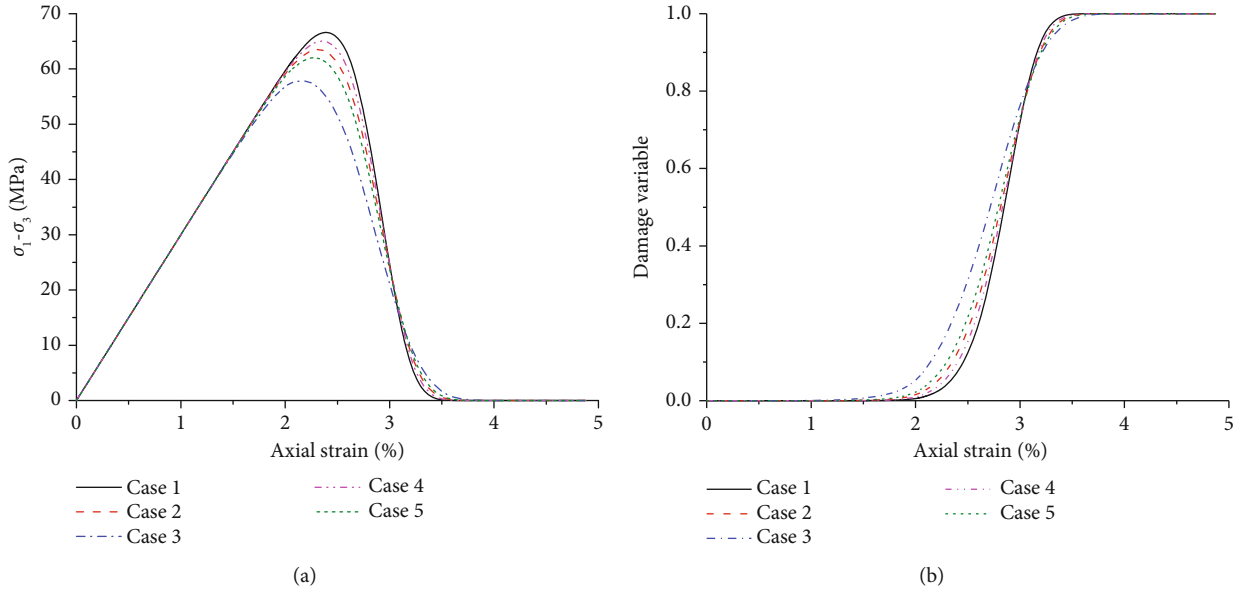 70
60
50
40
30
20
10
0
σ1-σ3 (MPa)
0 1 2 3 4 5
Axial strain (%)
Case 1
Case 2
Case 3
Case 4
Case 5
(a)
1.0
0.8
0.6
0.4
0.2
0.0
Damage variable
0 1 2 3 4 5
Axial strain (%)
Case 1
Case 2
Case 3
Case 4
Case 5
(b)